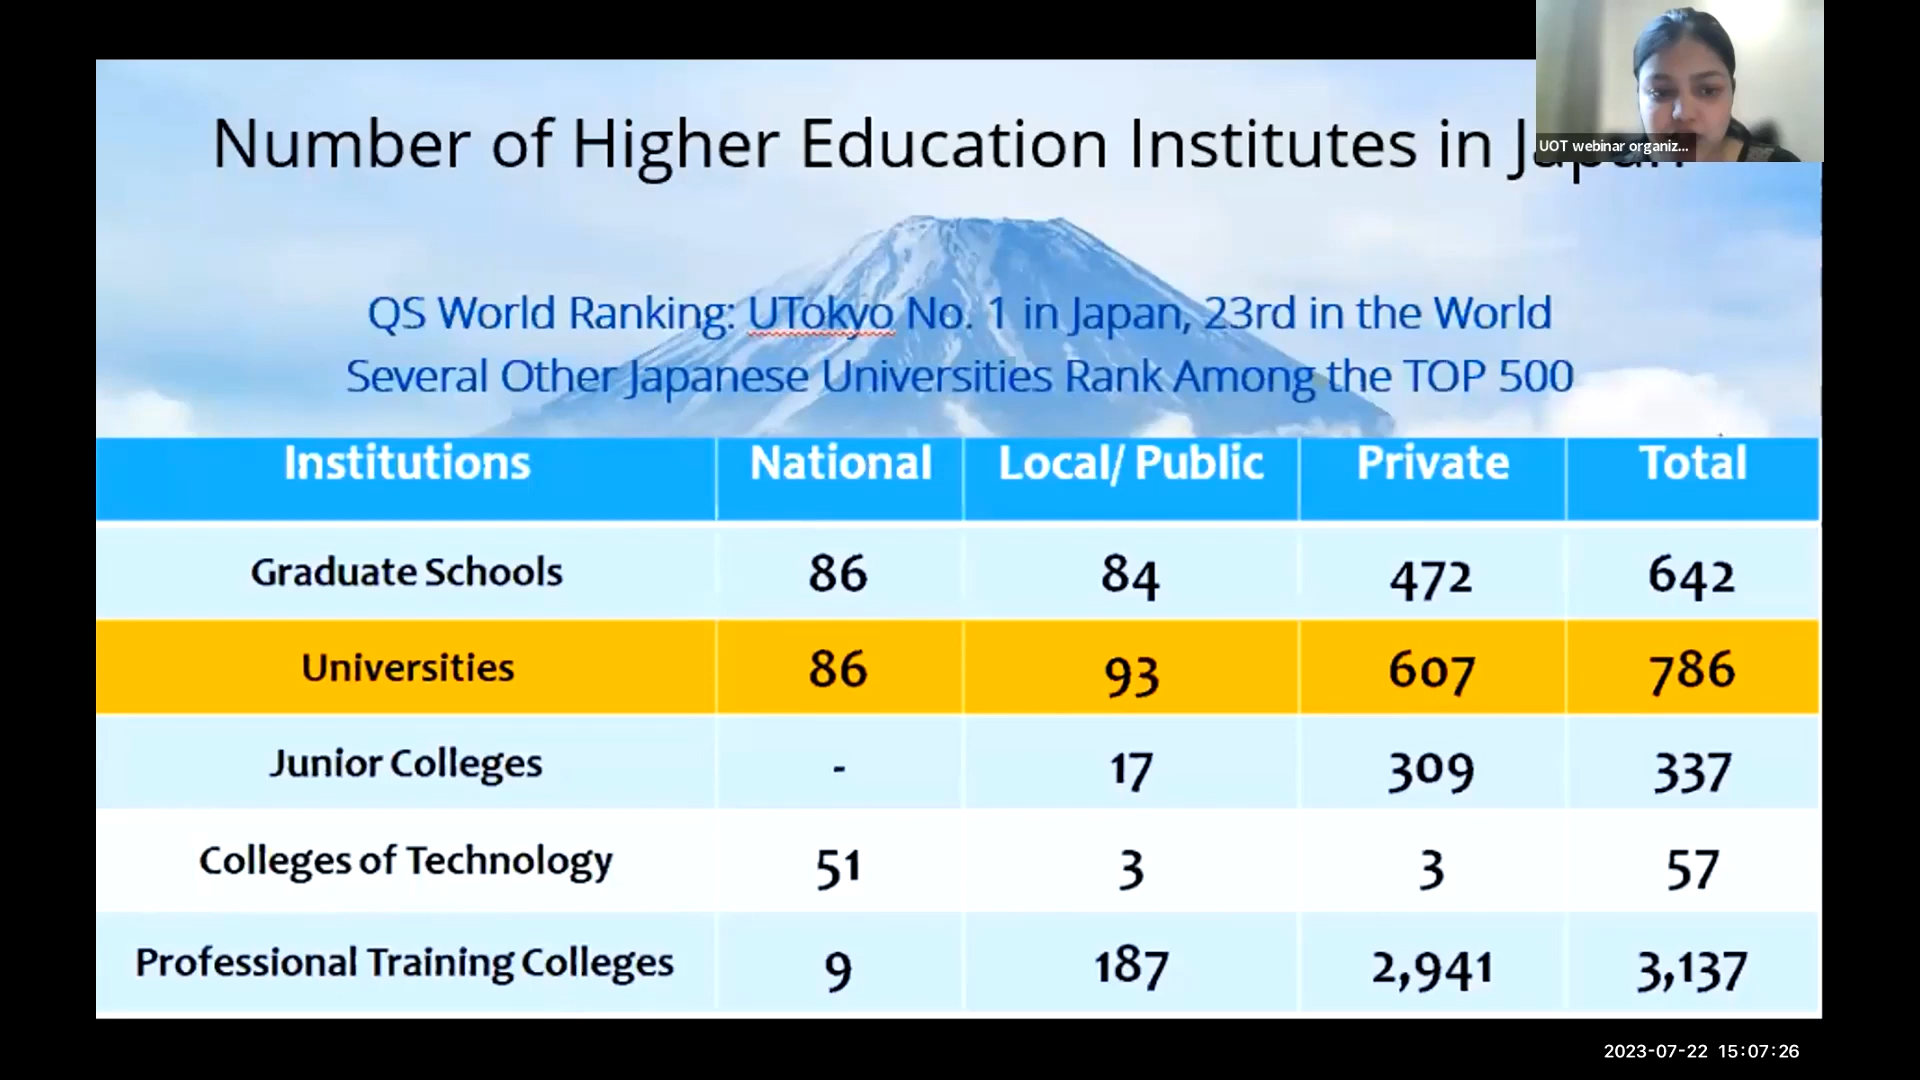 Number of Higher Education Institutes in Japan
UOT webinar organiz...
QS World Ranking: UTokyo No. 1 in Japan, 23rd in the World
Several Other Japanese Universities Rank Among the TOP 500
Institutions National Local/ Public Private Total
Graduate Schools 86 84 472 642
Universities 86 93 607 786
Junior Colleges - 17 309 337
Colleges of Technology 51 3 3 57
Professional Training Colleges 9 187 2,941 3,137
2023-07-22 15:07:26